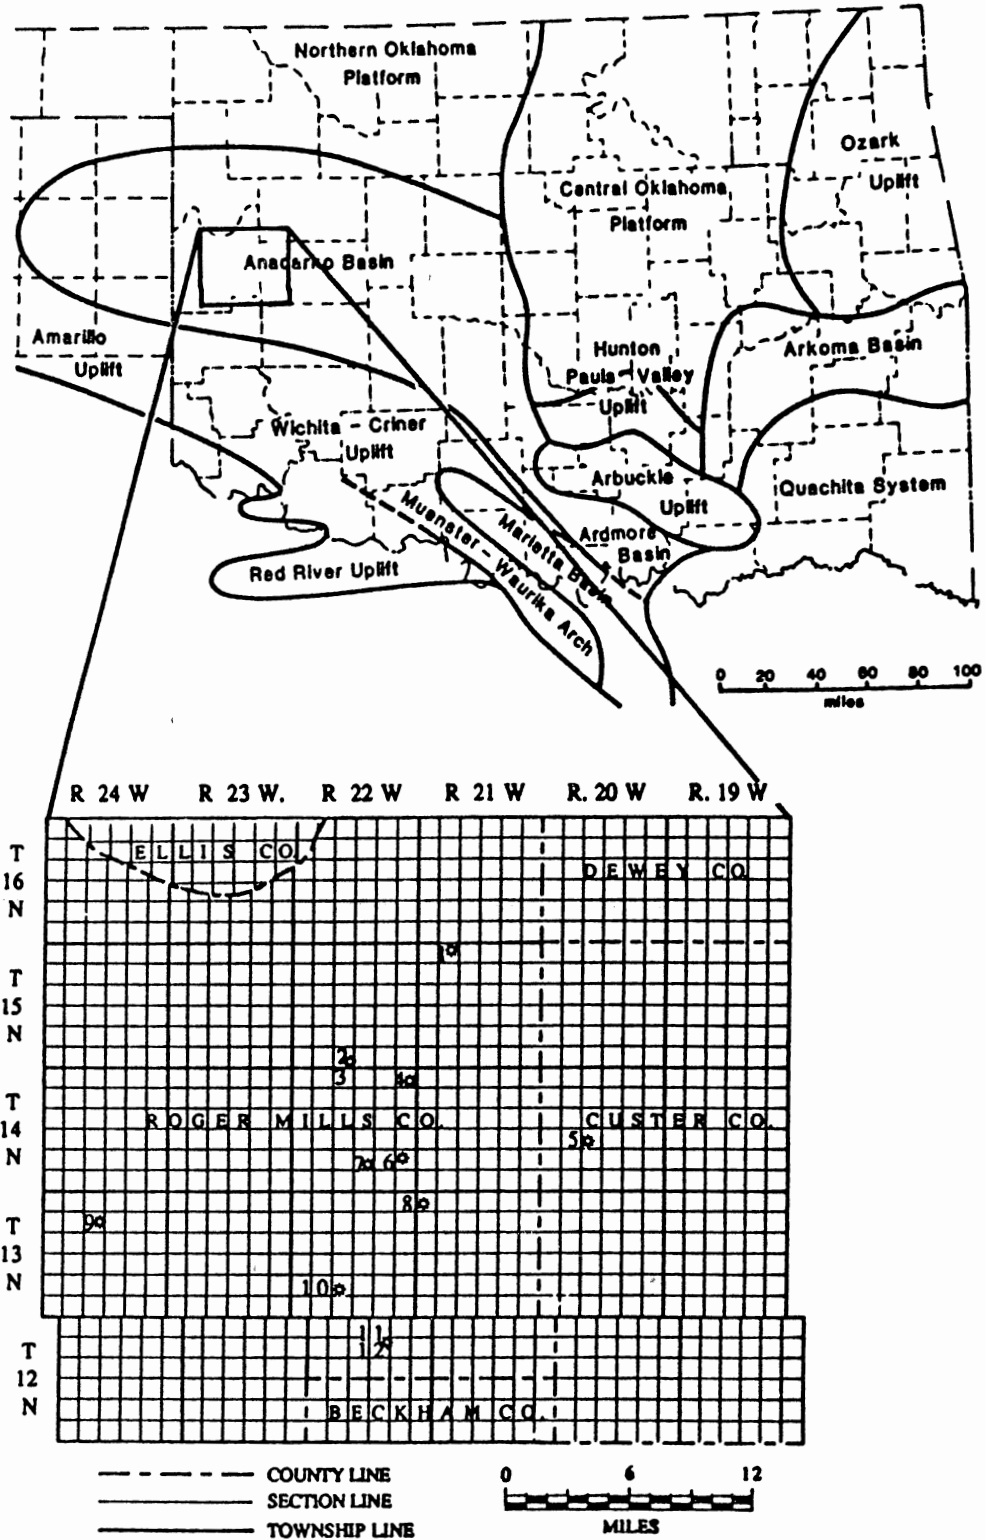 Northern Oklahoma
Platform
Ozark
Uplift
Central Oklahoma
Platform
Anadarko Basin
Amarillo
Uplift
Hunton
Pauls Valley
Uplift
Arkoma Basin
Wichita - Criner
Uplift
Arbuckle
Uplift
Ouachita System
Muenster - Waurika Arch
Marietta Basin
Ardmore
Basin
Red River Uplift
0 20 40 60 80 100
miles
R 24 W R 23 W. R 22 W R 21 W R. 20 W R. 19 W
T
16
N
ELLIS CO.
DEWEY CO.
1
T
15
N
2
3
4
T
14
N
ROGER MILLS CO.
CUSTER CO.
5
7 6
8
T
13
N
9
10
T
12
N
11
12
BECKHAM CO.
COUNTY LINE
SECTION LINE
TOWNSHIP LINE
0 6 12
MILES